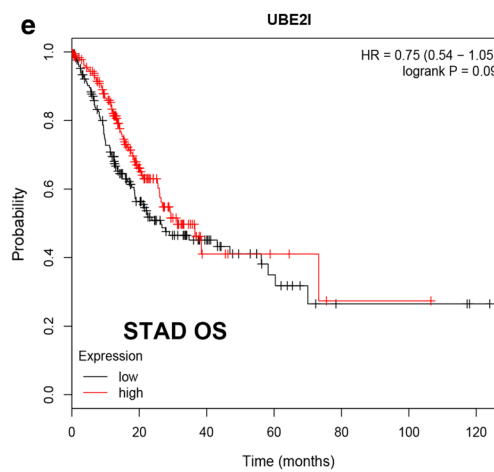 e
UBE2I
HR = 0.75 (0.54 − 1.05
logrank P = 0.09
Probability
1.0
0.8
0.6
0.4
0.2
0.0
STAD OS
Expression
low
high
0 20 40 60 80 100 120
Time (months)